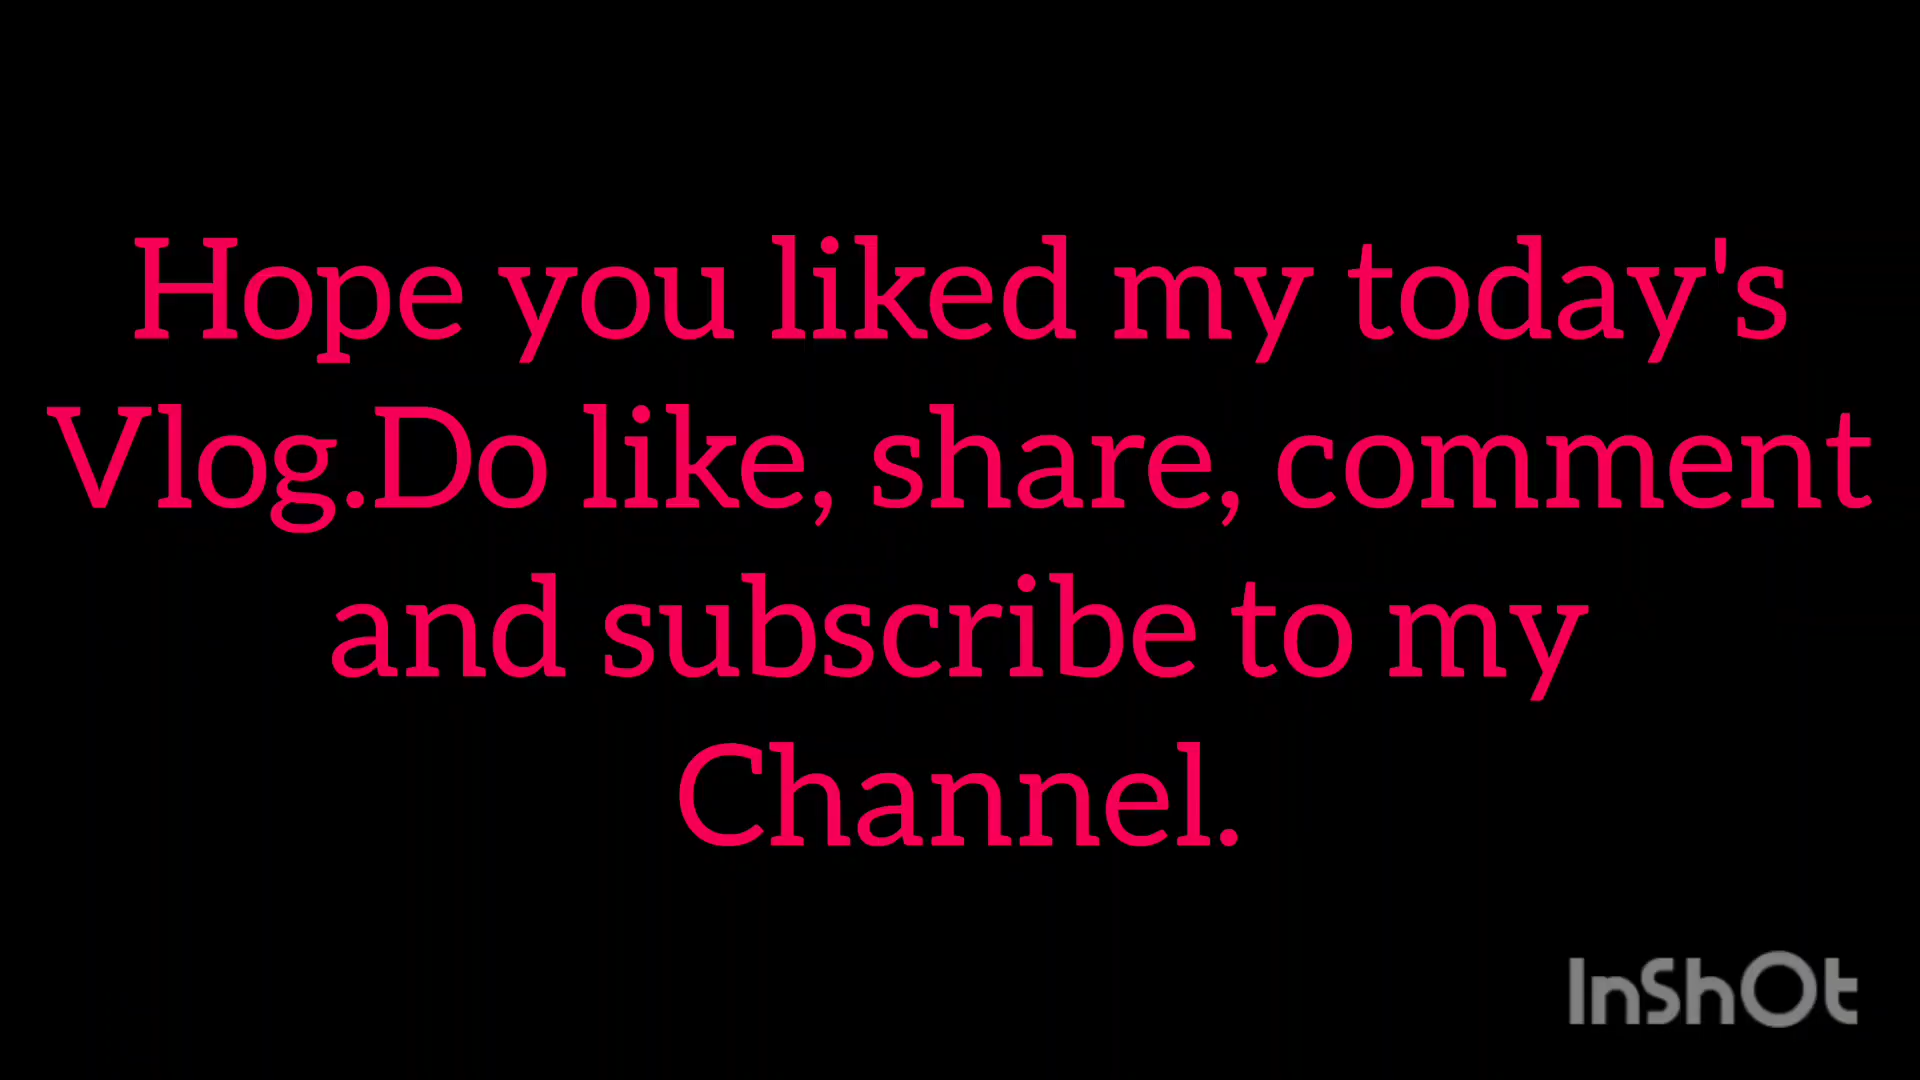 Hope you liked my today's
Vlog.Do like, share, comment
and subscribe to my
Channel.
InShOt